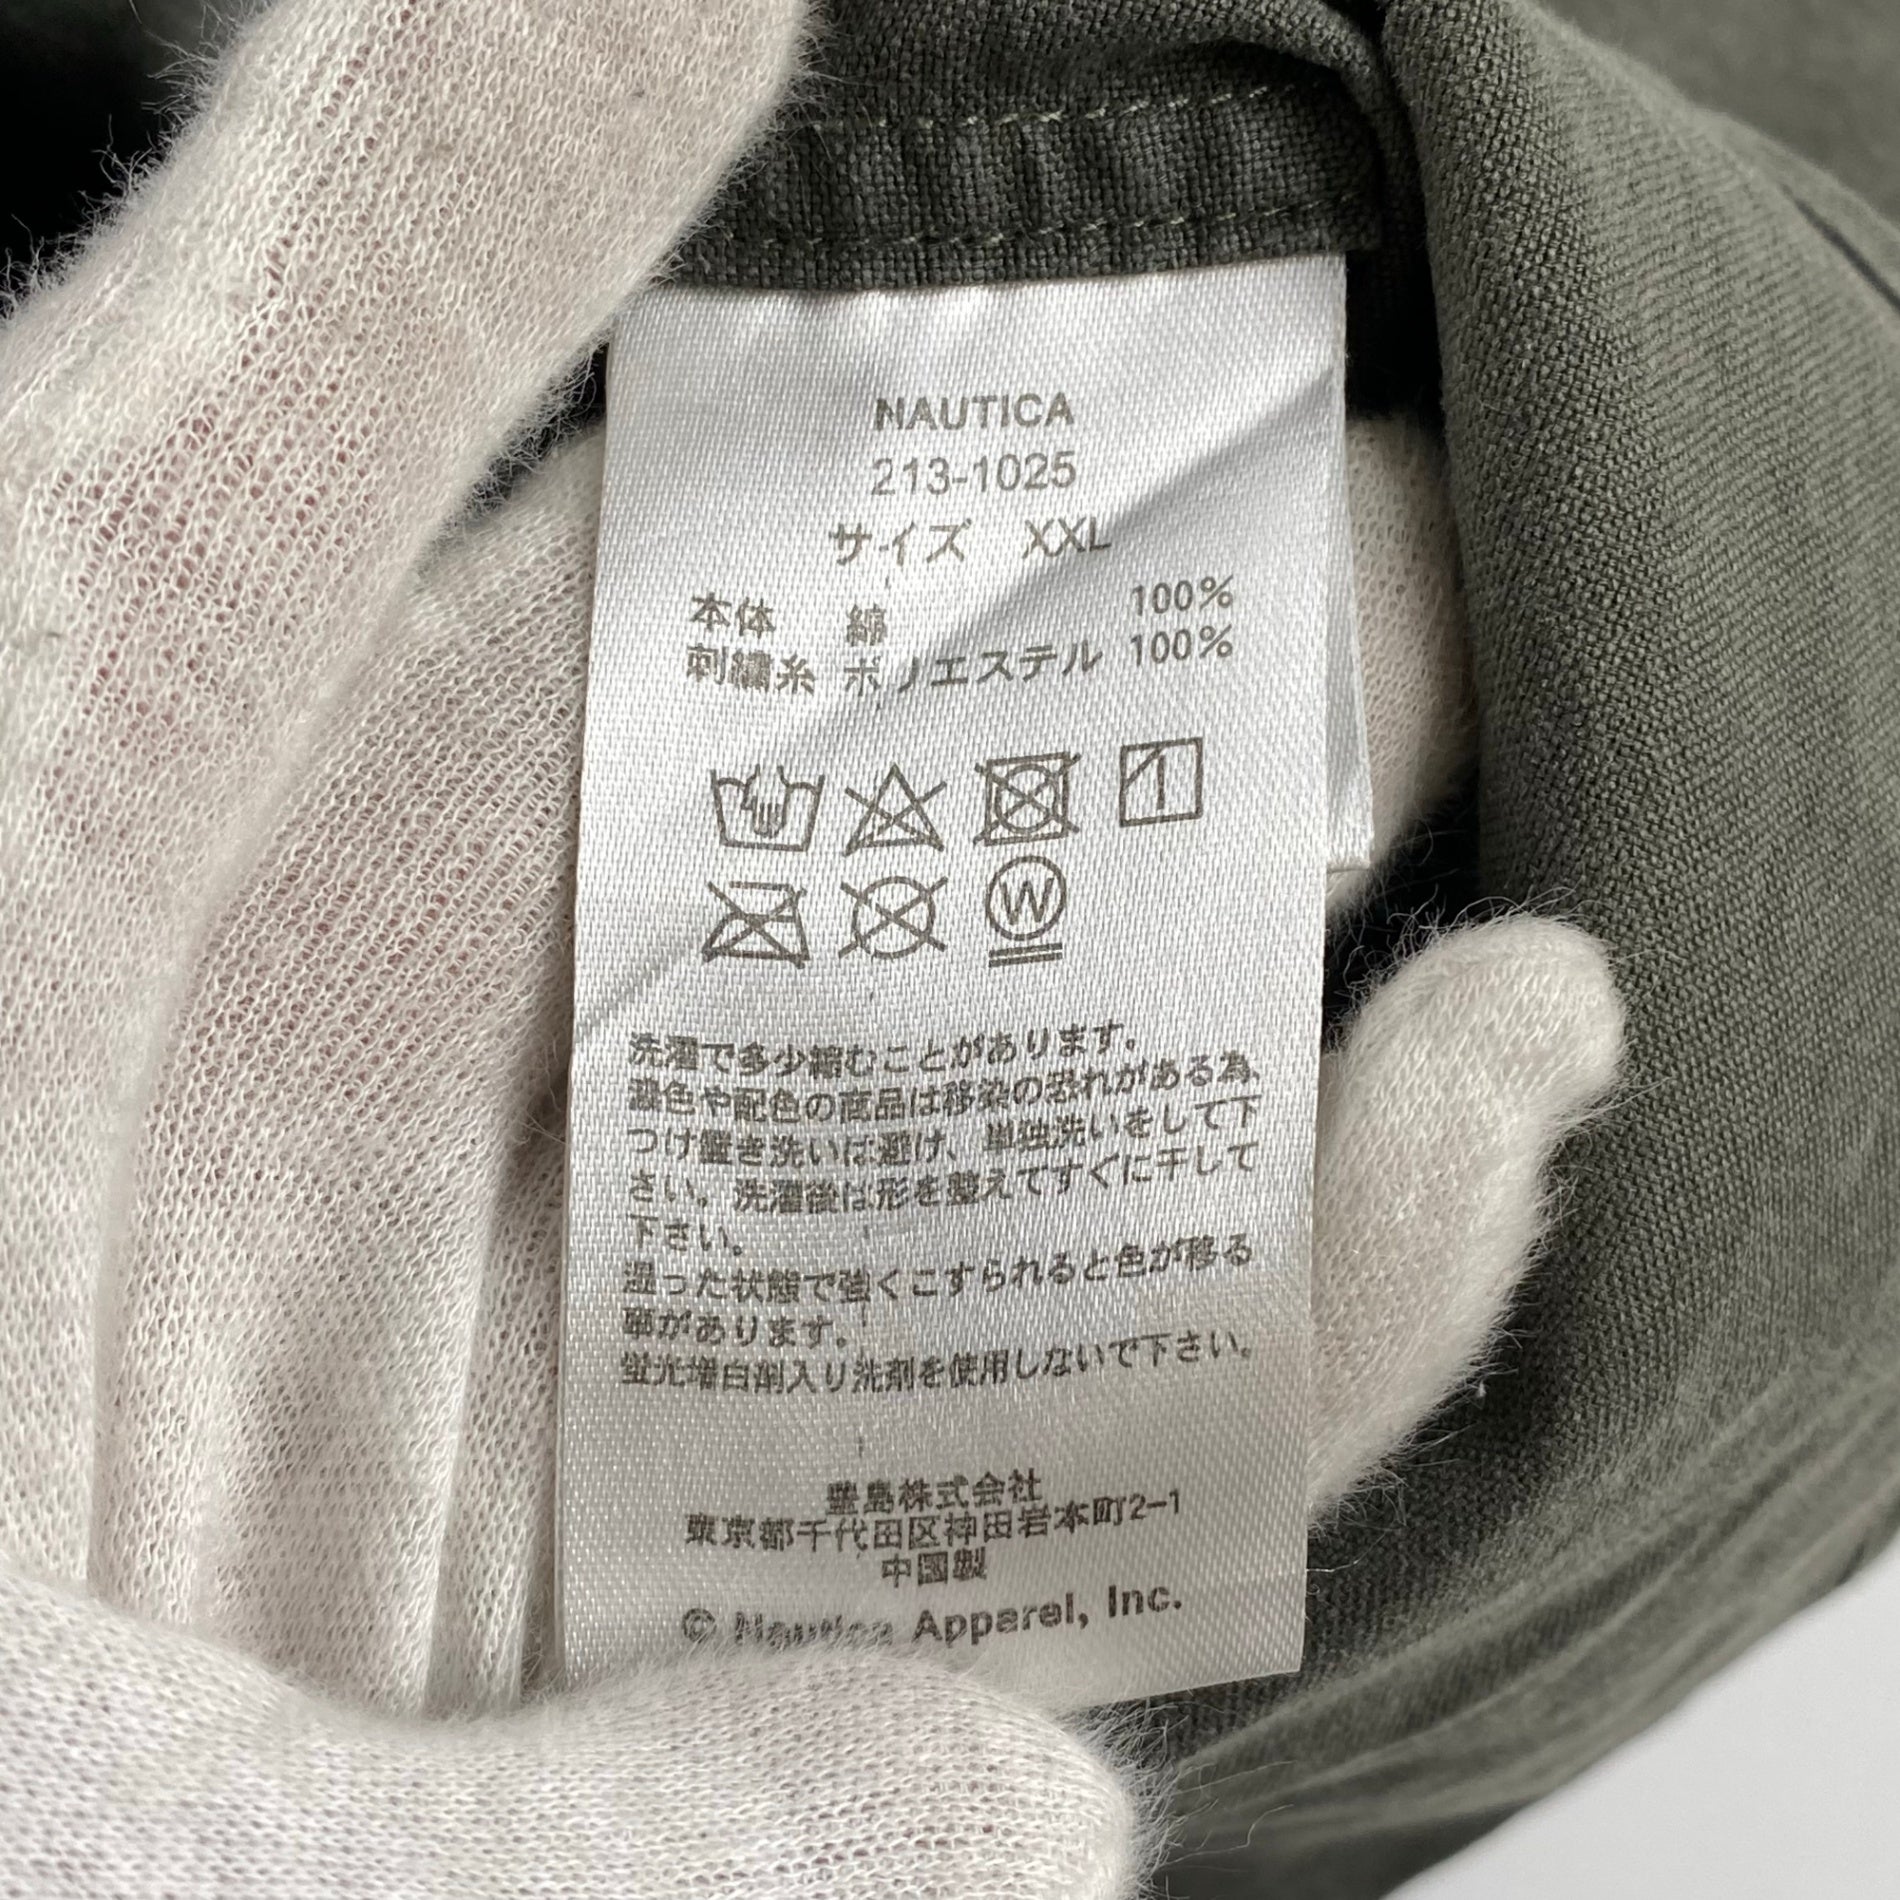 NAUTICA
213-1025
サイズ XXL
本体 綿 100%
刺繍糸 ポリエステル 100%
W
洗濯で多少縮むことがあります。
濃色や配色の商品は移染の恐れがある為、
つけ置き洗いは避け、単独洗いをして下
さい。洗濯後は形を整えてすぐに干して
下さい。
湿った状態で強くこすられると色が移る
事があります。
蛍光増白剤入り洗剤を使用しないで下さい。
豊島株式会社
東京都千代田区神田岩本町2-1
中国製
© Nautica Apparel, Inc.